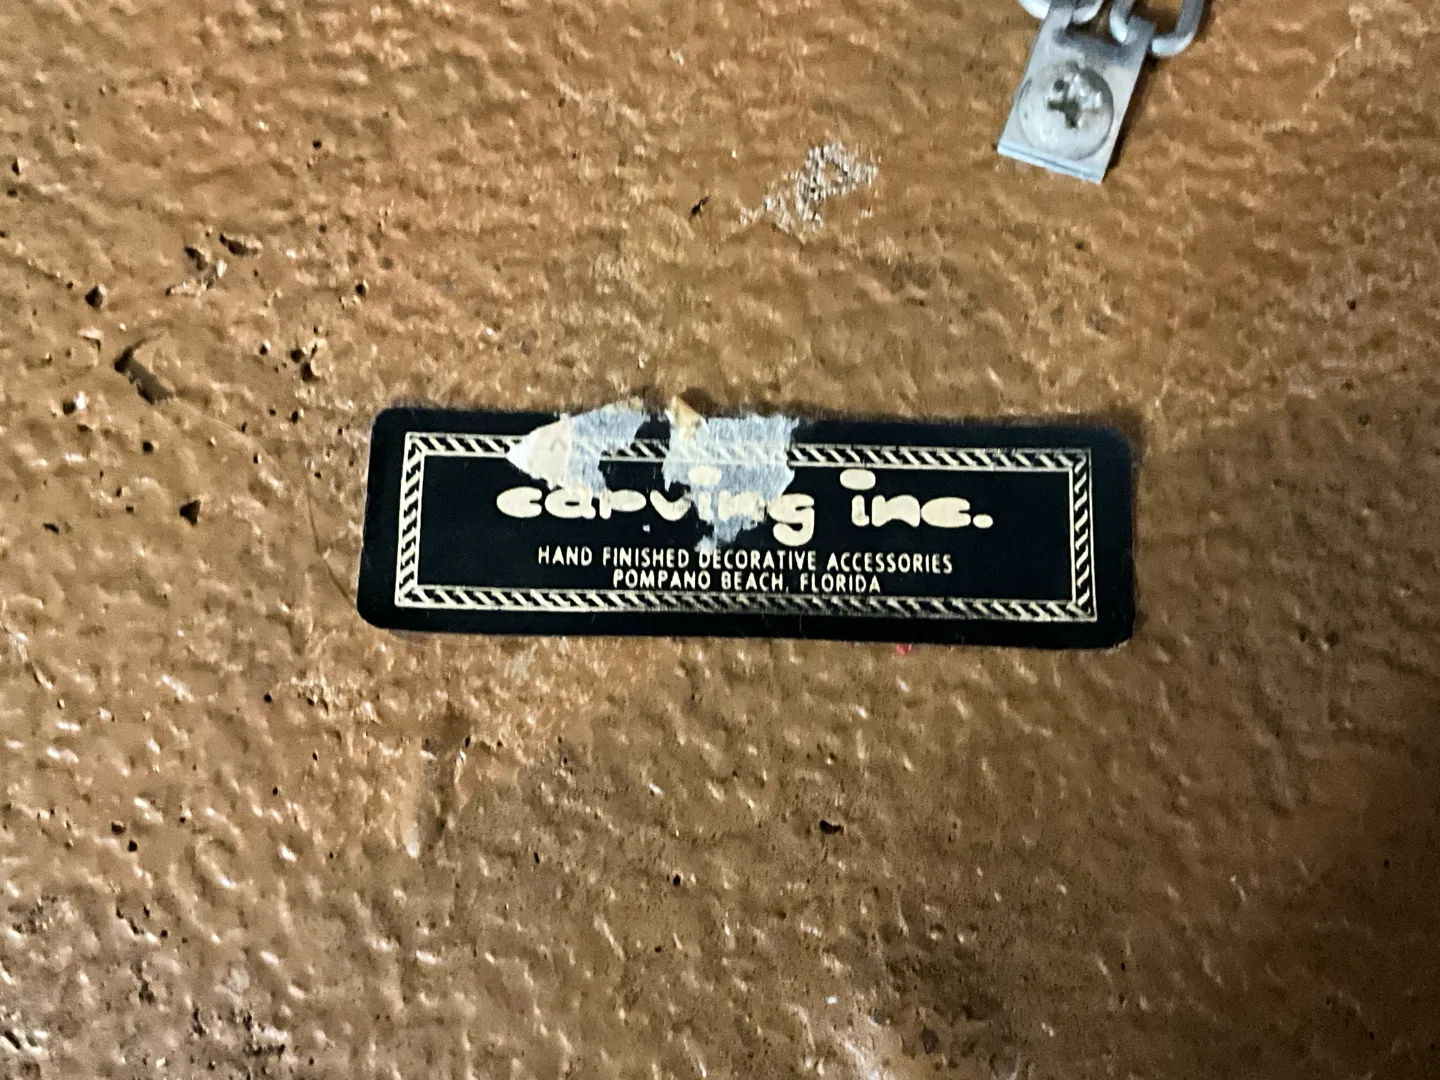 carving inc.
HAND FINISHED DECORATIVE ACCESSORIES
POMPANO BEACH, FLORIDA